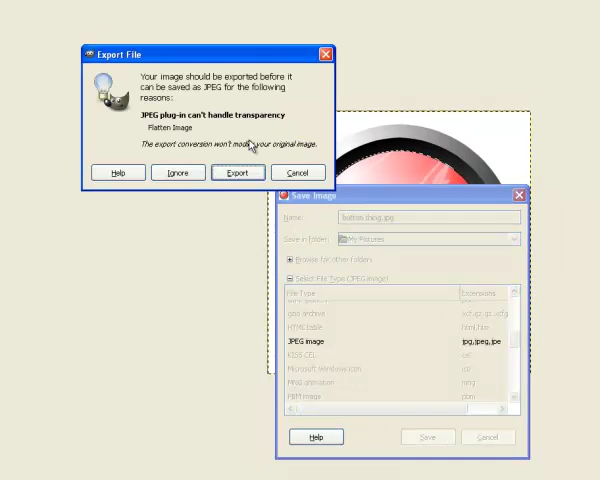 Export File
Your image should be exported before it
can be saved as JPEG for the following
reasons:
JPEG plug-in can't handle transparency
Flatten Image
The export conversion won't modify your original image.
Help
Ignore
Export
Cancel
Save Image
Name:
button thing.jpg
Save in folder:
My Pictures
Browse for other folders
Select File Type (JPEG image)
File Type Extensions
gzip archive xcf.gz,gz,xcfg
HTML table html,htm
JPEG image jpg,jpeg,jpe
KISS CEL cel
Microsoft Windows icon ico
MNG animation mng
PBM image pbm
Help
Save
Cancel